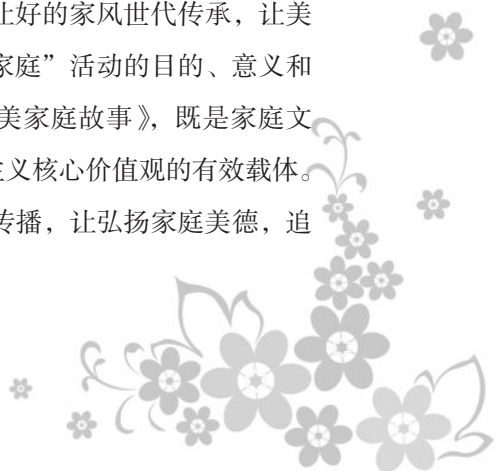 让好的家风世代传承，让美
家庭”活动的目的、意义和
美家庭故事》，既是家庭文
主义核心价值观的有效载体。
传播，让弘扬家庭美德，追